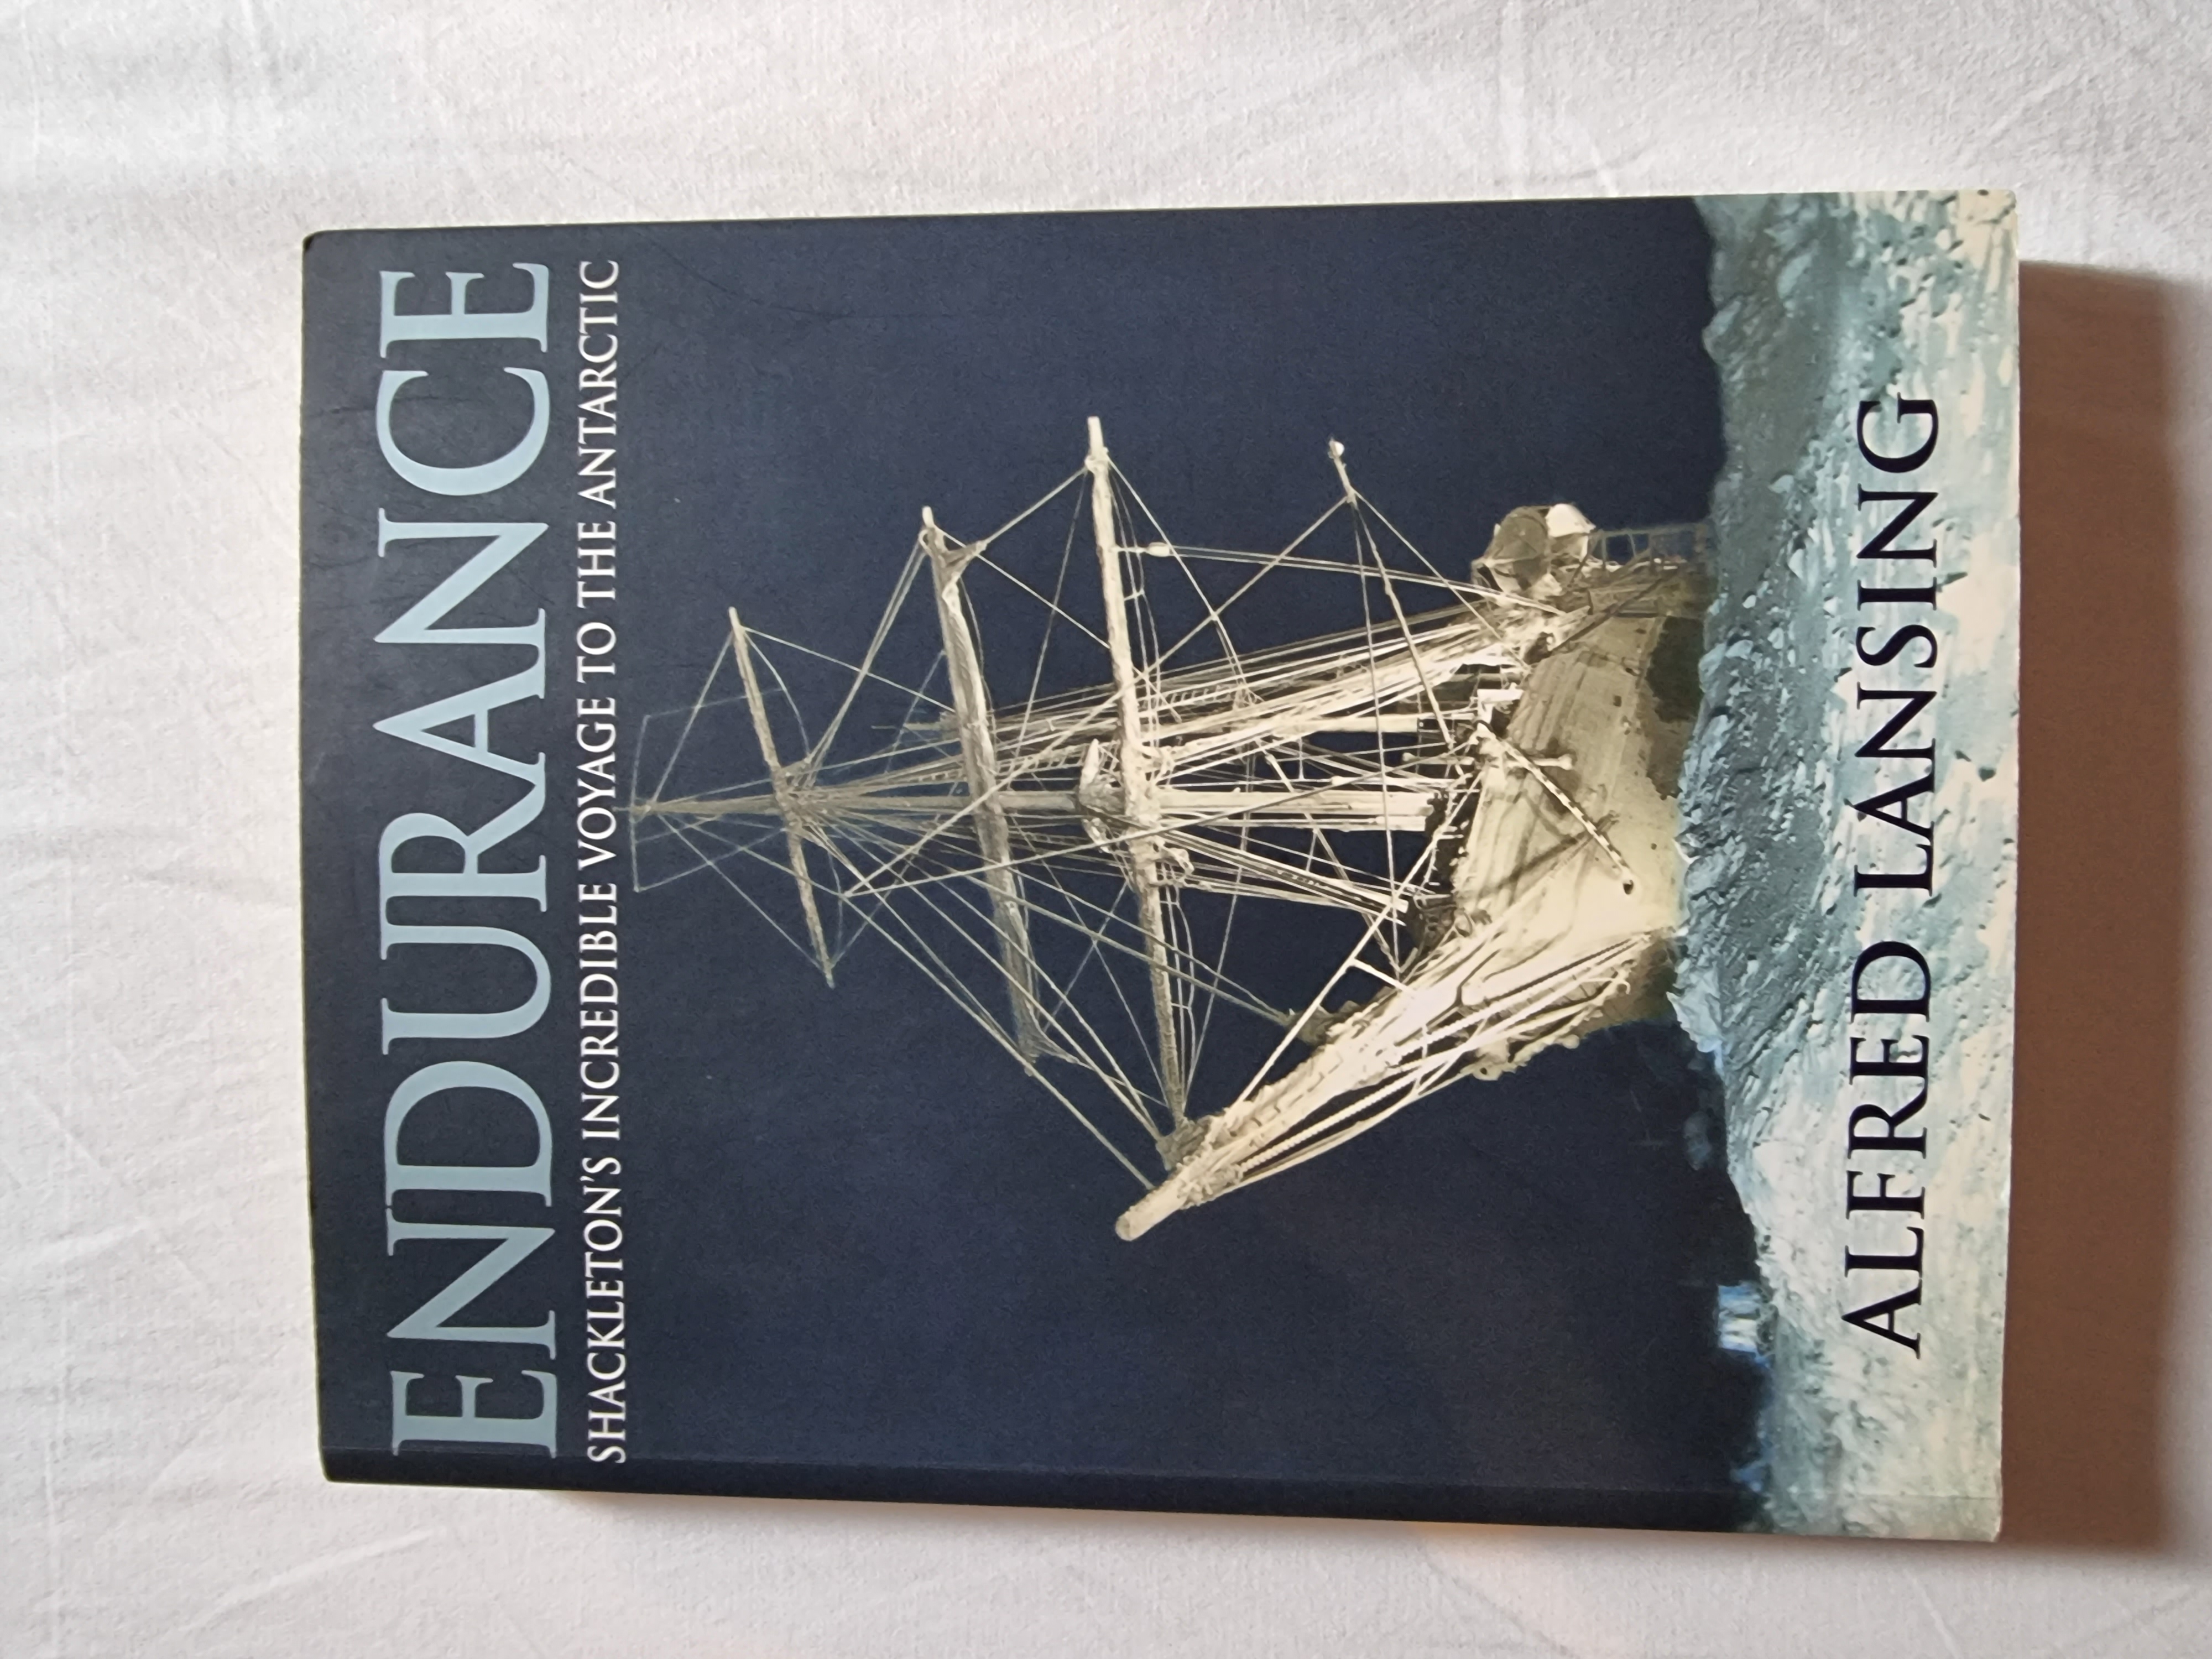 ENDURANCE
SHACKLETON'S INCREDIBLE VOYAGE TO THE ANTARCTIC
ALFRED LANSING